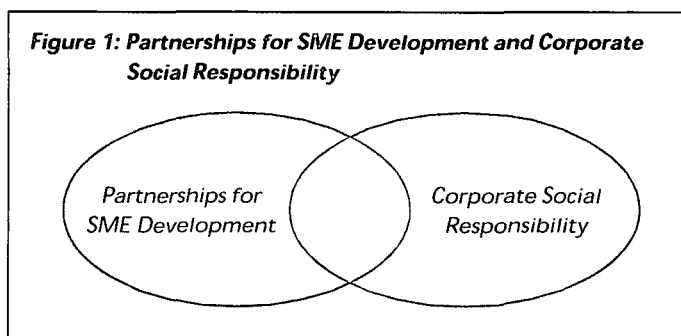 Figure 1: Partnerships for SME Development and Corporate
Social Responsibility
Partnerships for
SME Development
Corporate Social
Responsibility